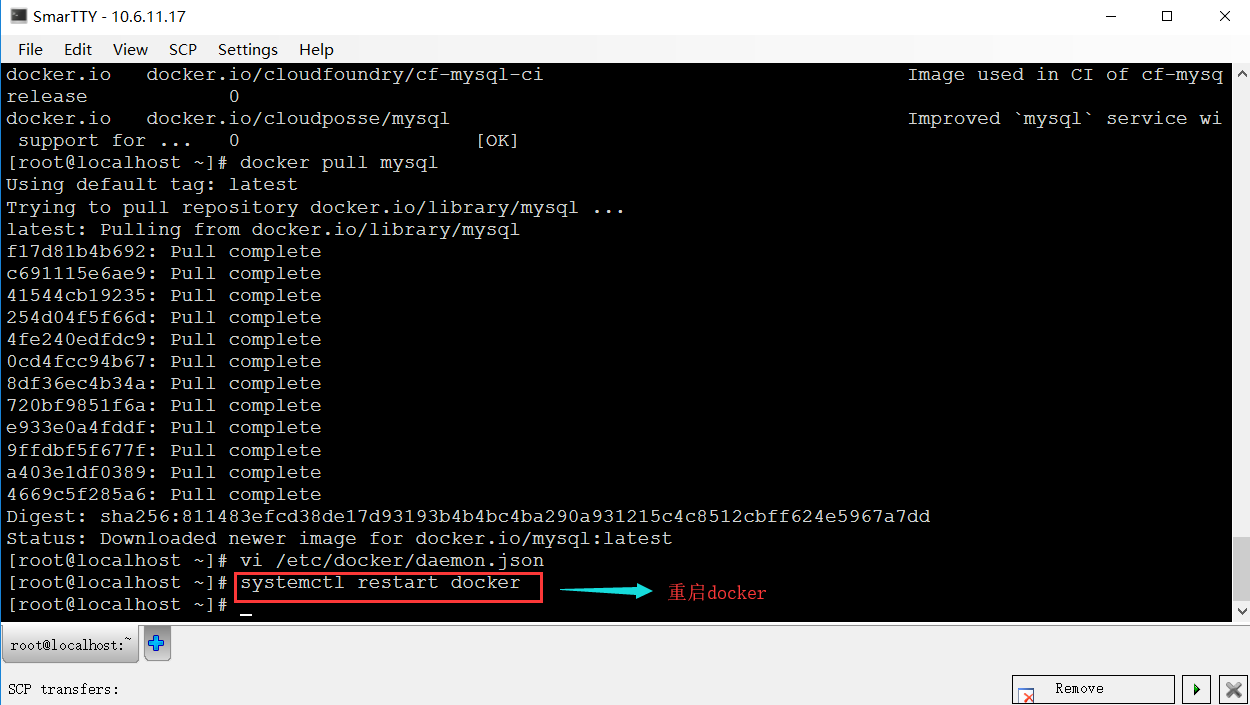 SmarTTY - 10.6.11.17
File Edit View SCP Settings Help
docker.io docker.io/cloudfoundry/cf-mysql-ci Image used in CI of cf-mysq
release 0
docker.io docker.io/cloudposse/mysql Improved `mysql` service wi
support for ... 0 [OK]
[root@localhost ~]# docker pull mysql
Using default tag: latest
Trying to pull repository docker.io/library/mysql ...
latest: Pulling from docker.io/library/mysql
f17d81b4b692: Pull complete
c691115e6ae9: Pull complete
41544cb19235: Pull complete
254d04f5f66d: Pull complete
4fe240edfdc9: Pull complete
0cd4fcc94b67: Pull complete
8df36ec4b34a: Pull complete
720bf9851f6a: Pull complete
e933e0a4fddf: Pull complete
9ffdbf5f677f: Pull complete
a403e1df0389: Pull complete
4669c5f285a6: Pull complete
Digest: sha256:811483efcd38de17d93193b4b4bc4ba290a931215c4c8512cbff624e5967a7dd
Status: Downloaded newer image for docker.io/mysql:latest
[root@localhost ~]# vi /etc/docker/daemon.json
[root@localhost ~]# systemctl restart docker
重启docker
[root@localhost ~]#
root@localhost:~
SCP transfers:
Remove